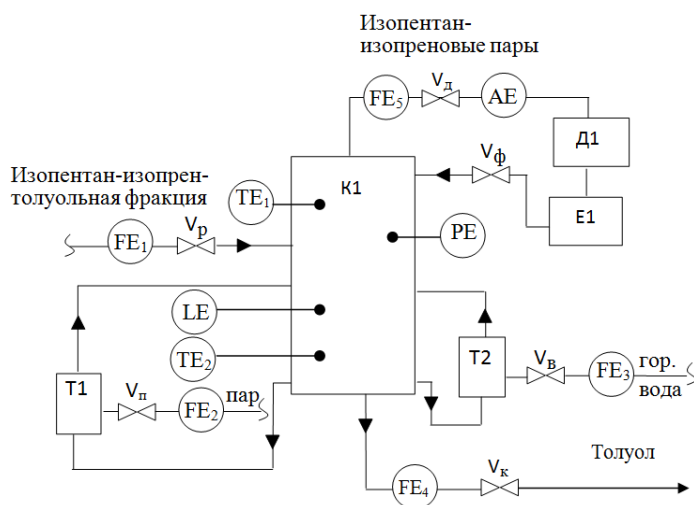 Изопентан-
изопреновые пары
FE5
Vд
AE
Д1
Vф
E1
К1
Изопентан-изопрен-
толуольная фракция
TE1
FE1
Vр
PE
LE
TE2
T1
Vп
FE2
пар
T2
Vв
FE3
гор.
вода
FE4
Vк
Толуол